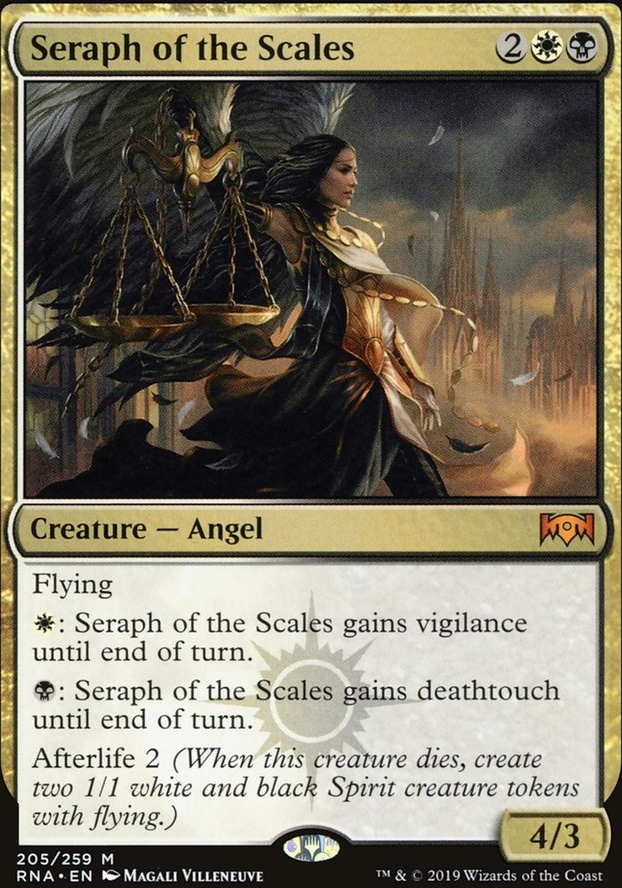 Seraph of the Scales 2
Creature — Angel
Flying
: Seraph of the Scales gains vigilance
until end of turn.
: Seraph of the Scales gains deathtouch
until end of turn.
Afterlife 2 (When this creature dies, create
two 1/1 white and black Spirit creature tokens
with flying.)
4/3
205/259 M
RNA • EN MAGALI VILLENEUVE
™ & © 2019 Wizards of the Coast